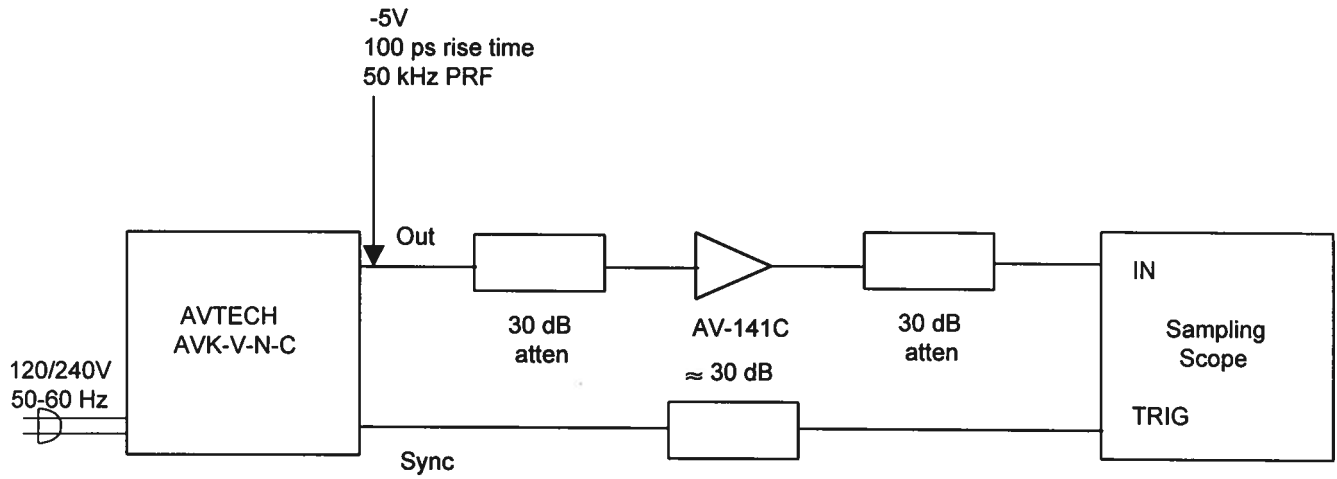 -5V
100 ps rise time
50 kHz PRF
Out
AVTECH
AVK-V-N-C
120/240V
50-60 Hz
Sync
30 dB
atten
AV-141C
30 dB
atten
≈ 30 dB
IN
Sampling
Scope
TRIG